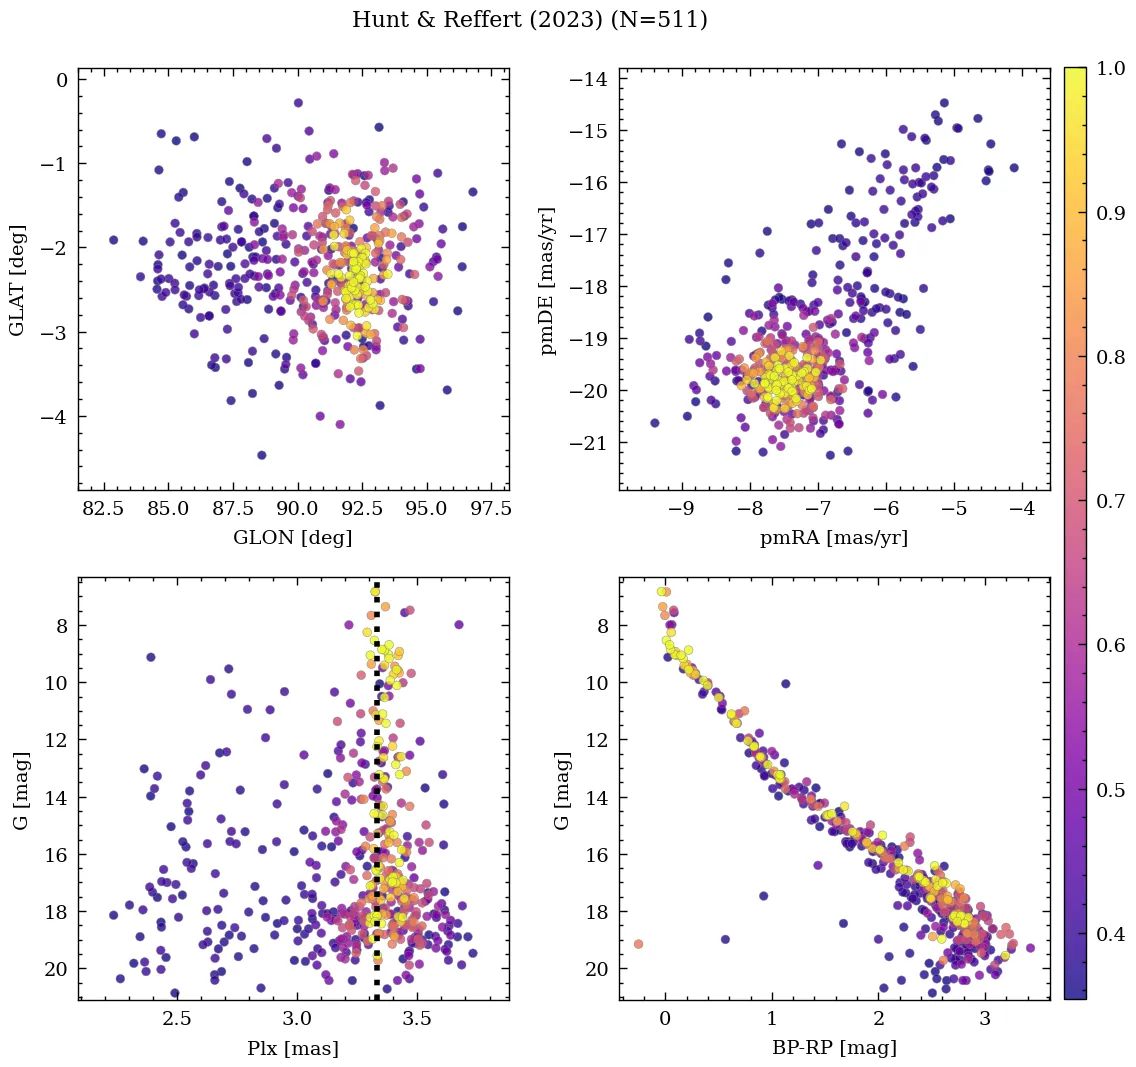 Hunt & Reffert (2023) (N=511)
0
−1
−2
−3
−4
GLAT [deg]
82.5 85.0 87.5 90.0 92.5 95.0 97.5
GLON [deg]
−14
−15
−16
−17
−18
−19
−20
−21
pmDE [mas/yr]
−9 −8 −7 −6 −5 −4
pmRA [mas/yr]
1.0
0.9
0.8
0.7
0.6
0.5
0.4
8
10
12
14
16
18
20
G [mag]
2.5 3.0 3.5
Plx [mas]
8
10
12
14
16
18
20
G [mag]
0 1 2 3
BP-RP [mag]